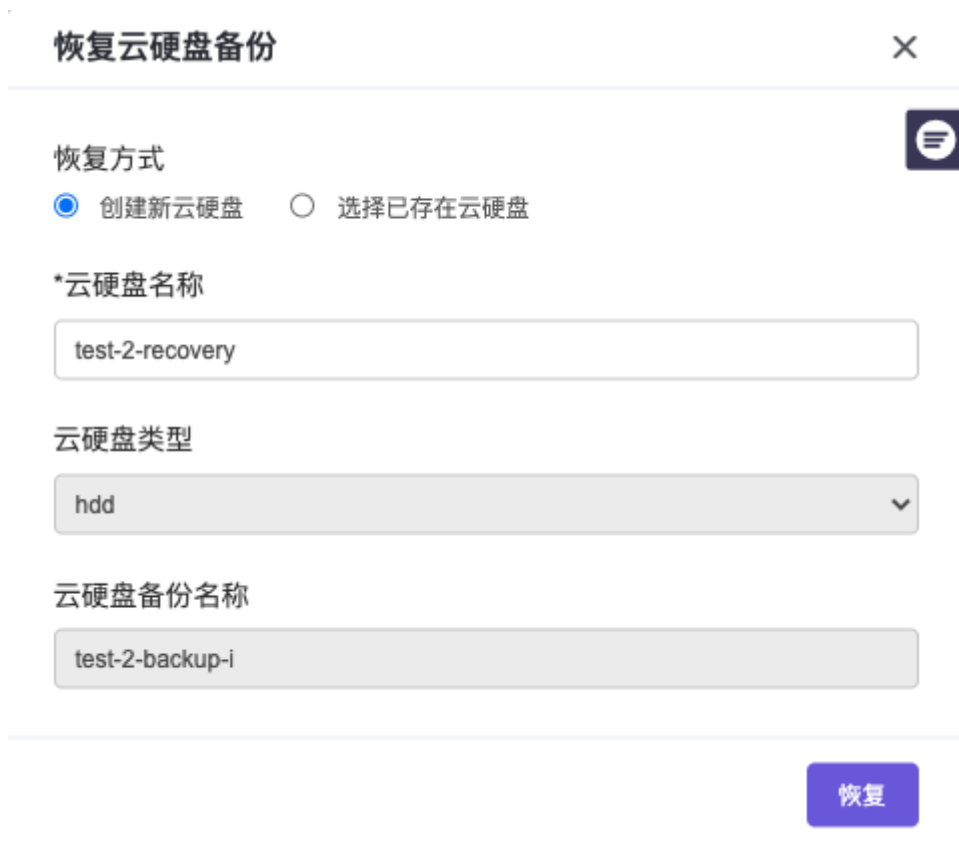 恢复云硬盘备份
恢复方式
创建新云硬盘 选择已存在云硬盘
*云硬盘名称
test-2-recovery
云硬盘类型
hdd
云硬盘备份名称
test-2-backup-i
恢复